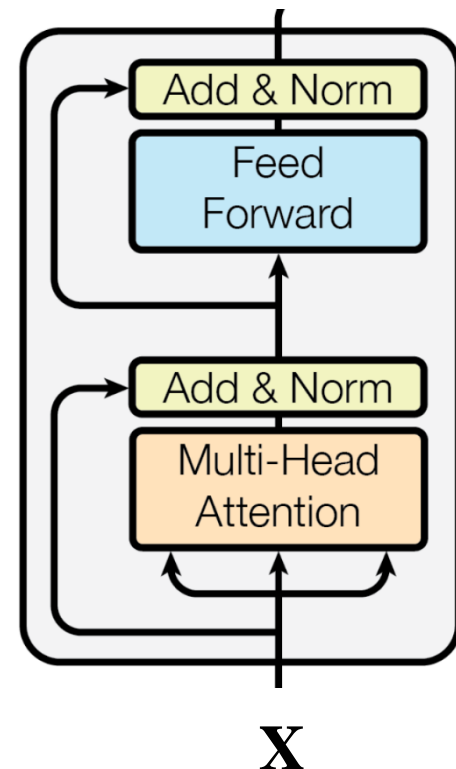 Add & Norm
Feed
Forward
Add & Norm
Multi-Head
Attention
X